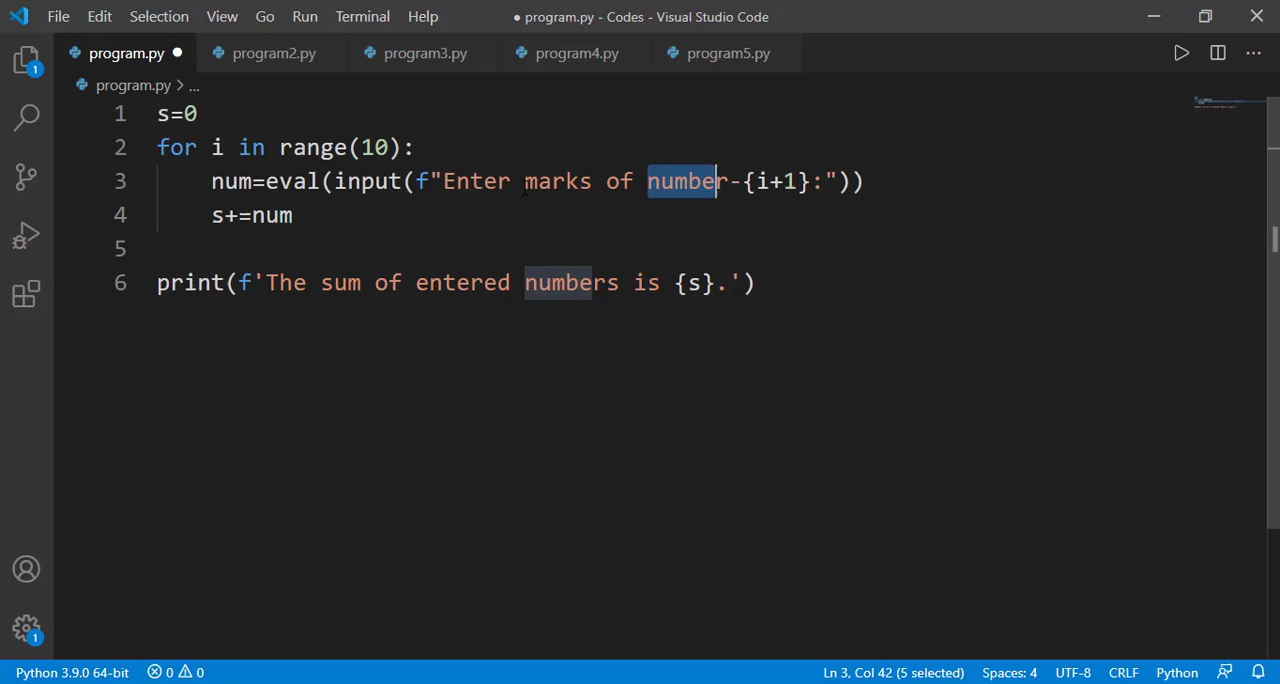 File Edit Selection View Go Run Terminal Help ● program.py - Codes - Visual Studio Code
program.py ● program2.py program3.py program4.py program5.py
program.py > ...
1 s=0
2 for i in range(10):
3 num=eval(input(f"Enter marks of number-{i+1}:"))
4 s+=num
5
6 print(f'The sum of entered numbers is {s}.')
1
1
Python 3.9.0 64-bit 0 0 Ln 3, Col 42 (5 selected) Spaces: 4 UTF-8 CRLF Python